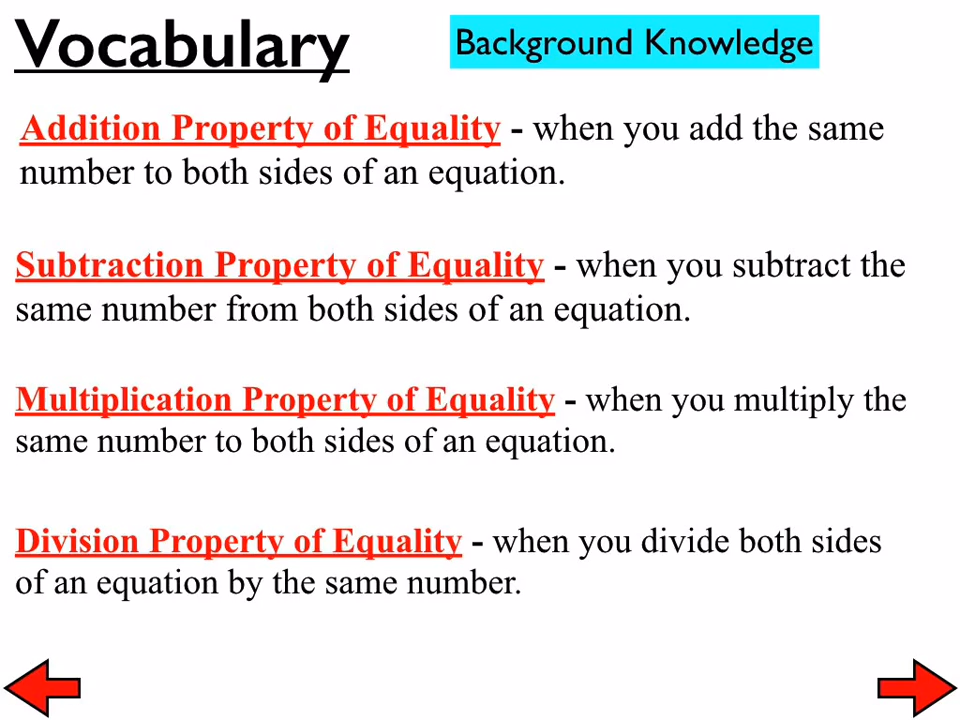 Vocabulary
Background Knowledge
Addition Property of Equality - when you add the same
number to both sides of an equation.
Subtraction Property of Equality - when you subtract the
same number from both sides of an equation.
Multiplication Property of Equality - when you multiply the
same number to both sides of an equation.
Division Property of Equality - when you divide both sides
of an equation by the same number.